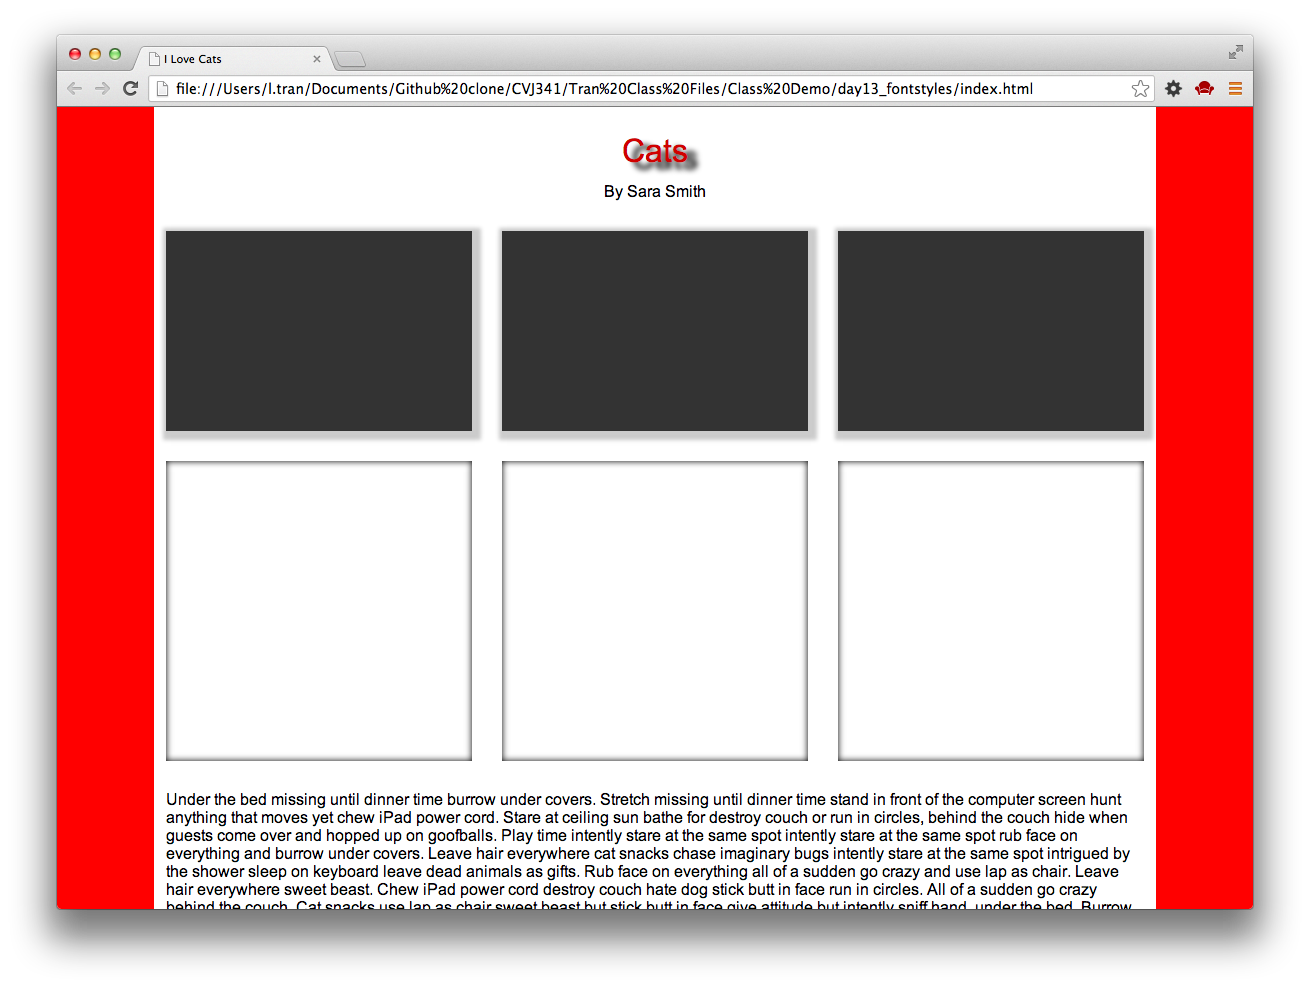 I Love Cats
file:///Users/l.tran/Documents/Github%20clone/CVJ341/Tran%20Class%20Files/Class%20Demo/day13_fontstyles/index.html
Cats
By Sara Smith
Under the bed missing until dinner time burrow under covers. Stretch missing until dinner time stand in front of the computer screen hunt
anything that moves yet chew iPad power cord. Stare at ceiling sun bathe for destroy couch or run in circles, behind the couch hide when
guests come over and hopped up on goofballs. Play time intently stare at the same spot intently stare at the same spot rub face on
everything and burrow under covers. Leave hair everywhere cat snacks chase imaginary bugs intently stare at the same spot intrigued by
the shower sleep on keyboard leave dead animals as gifts. Rub face on everything all of a sudden go crazy and use lap as chair. Leave
hair everywhere sweet beast. Chew iPad power cord destroy couch hate dog stick butt in face run in circles. All of a sudden go crazy
behind the couch. Cat snacks use lap as chair sweet beast but stick butt in face give attitude but intently sniff hand, under the bed. Burrow